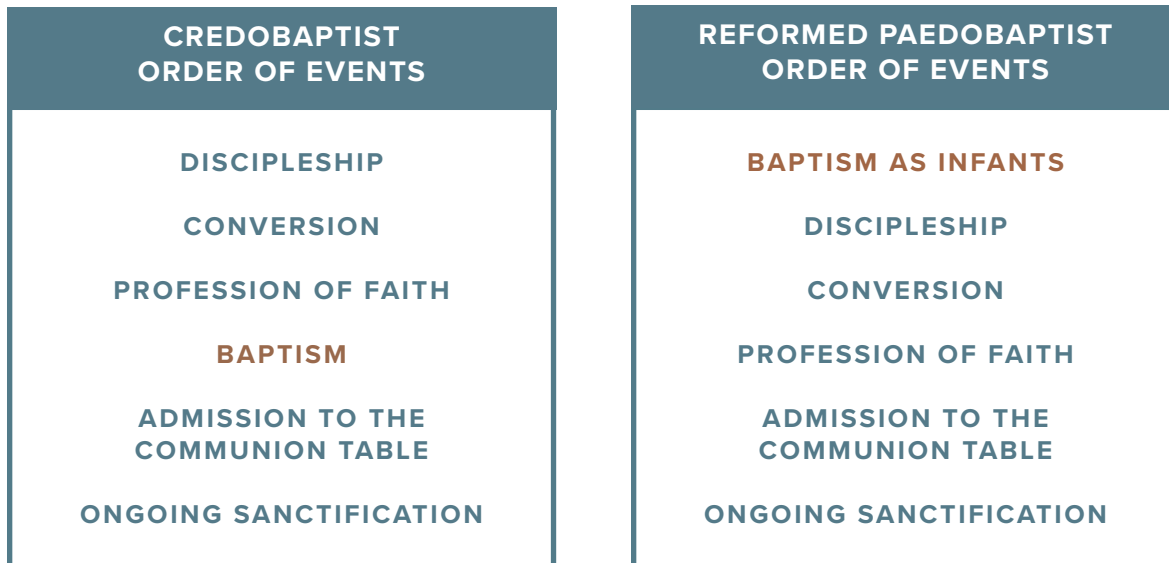 CREDOBAPTIST
ORDER OF EVENTS
DISCIPLESHIP
CONVERSION
PROFESSION OF FAITH
BAPTISM
ADMISSION TO THE
COMMUNION TABLE
ONGOING SANCTIFICATION
REFORMED PAEDOBAPTIST
ORDER OF EVENTS
BAPTISM AS INFANTS
DISCIPLESHIP
CONVERSION
PROFESSION OF FAITH
ADMISSION TO THE
COMMUNION TABLE
ONGOING SANCTIFICATION